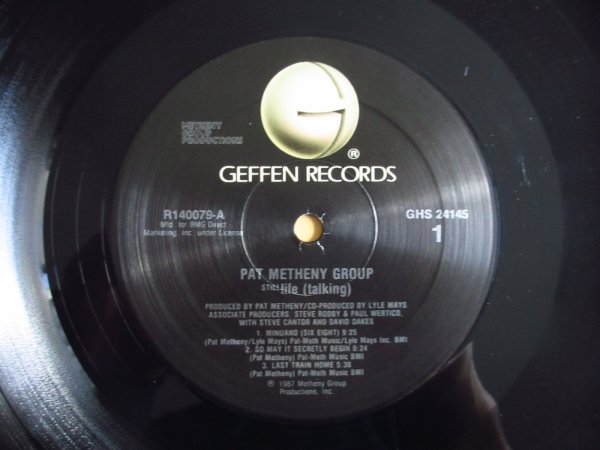 METHENY
GROUP
PRODUCTIONS
®
GEFFEN RECORDS
R140079-A
Mfd. for BMG Direct
Marketing, Inc. under License
GHS 24145
1
PAT METHENY GROUP
STILL life (talking)
PRODUCED BY PAT METHENY/CO-PRODUCED BY LYLE MAYS
ASSOCIATE PRODUCERS: STEVE RODBY & PAUL WERTICO,
WITH STEVE CANTOR AND DAVID OAKES
1. MINUANO (SIX EIGHT) 9:25
(Pat Metheny/Lyle Mays) Pat-Meth Music/Lyle Mays Inc. BMI
2. SO MAY IT SECRETLY BEGIN 6:24
(Pat Metheny) Pat-Meth Music BMI
3. LAST TRAIN HOME 5:38
(Pat Metheny) Pat-Meth Music BMI
℗ 1987 Metheny Group
Productions, Inc.